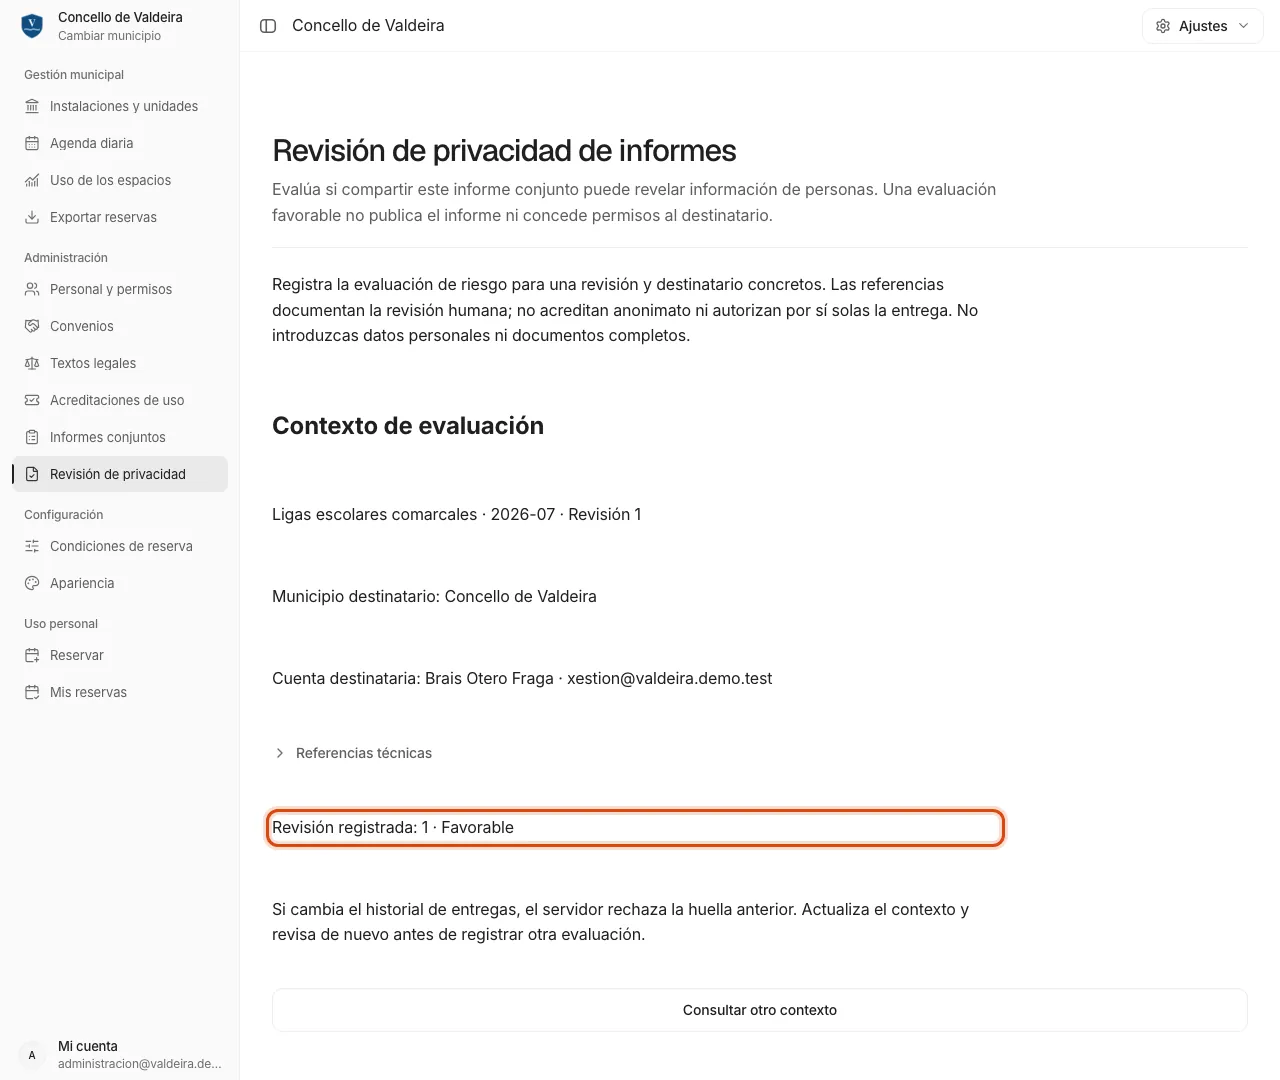 Concello de Valdeira
Cambiar municipio
Gestión municipal
Instalaciones y unidades
Agenda diaria
Uso de los espacios
Exportar reservas
Administración
Personal y permisos
Convenios
Textos legales
Acreditaciones de uso
Informes conjuntos
Revisión de privacidad
Configuración
Condiciones de reserva
Apariencia
Uso personal
Reservar
Mis reservas
A
Mi cuenta
administracion@valdeira.de...
Concello de Valdeira
Ajustes
Revisión de privacidad de informes
Evalúa si compartir este informe conjunto puede revelar información de personas. Una evaluación
favorable no publica el informe ni concede permisos al destinatario.
Registra la evaluación de riesgo para una revisión y destinatario concretos. Las referencias
documentan la revisión humana; no acreditan anonimato ni autorizan por sí solas la entrega. No
introduzcas datos personales ni documentos completos.
Contexto de evaluación
Ligas escolares comarcales · 2026-07 · Revisión 1
Municipio destinatario: Concello de Valdeira
Cuenta destinataria: Brais Otero Fraga · xestion@valdeira.demo.test
Referencias técnicas
Revisión registrada: 1 · Favorable
Si cambia el historial de entregas, el servidor rechaza la huella anterior. Actualiza el contexto y
revisa de nuevo antes de registrar otra evaluación.
Consultar otro contexto